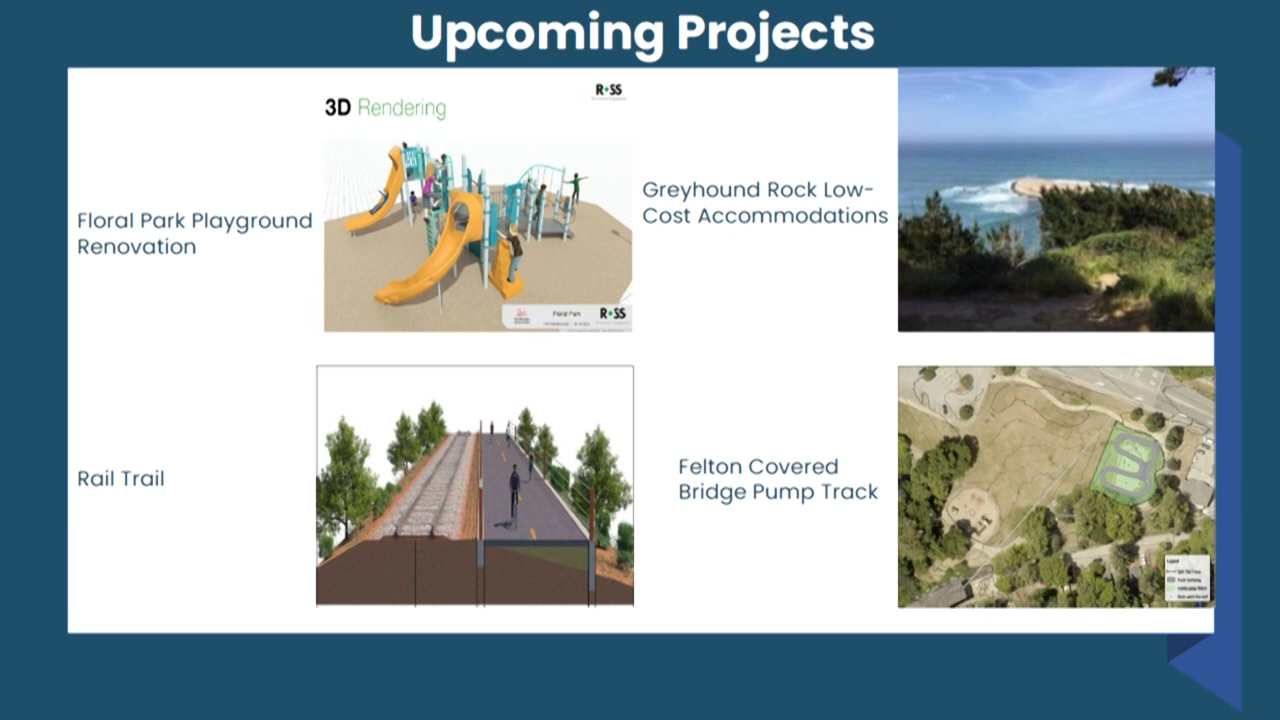 Upcoming Projects
3D Rendering
R•SS
Floral Park Playground
Renovation
Floral Park
R•SS
Greyhound Rock Low-
Cost Accommodations
Rail Trail
Felton Covered
Bridge Pump Track
Legend